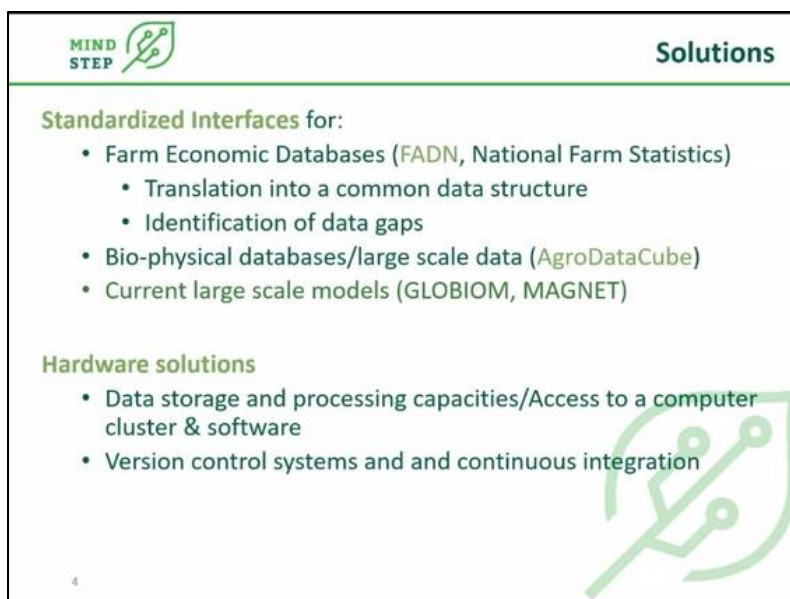 MIND
STEP
Solutions
Standardized Interfaces for:
• Farm Economic Databases (FADN, National Farm Statistics)
• Translation into a common data structure
• Identification of data gaps
• Bio-physical databases/large scale data (AgroDataCube)
• Current large scale models (GLOBIOM, MAGNET)
Hardware solutions
• Data storage and processing capacities/Access to a computer
cluster & software
• Version control systems and and continuous integration
4